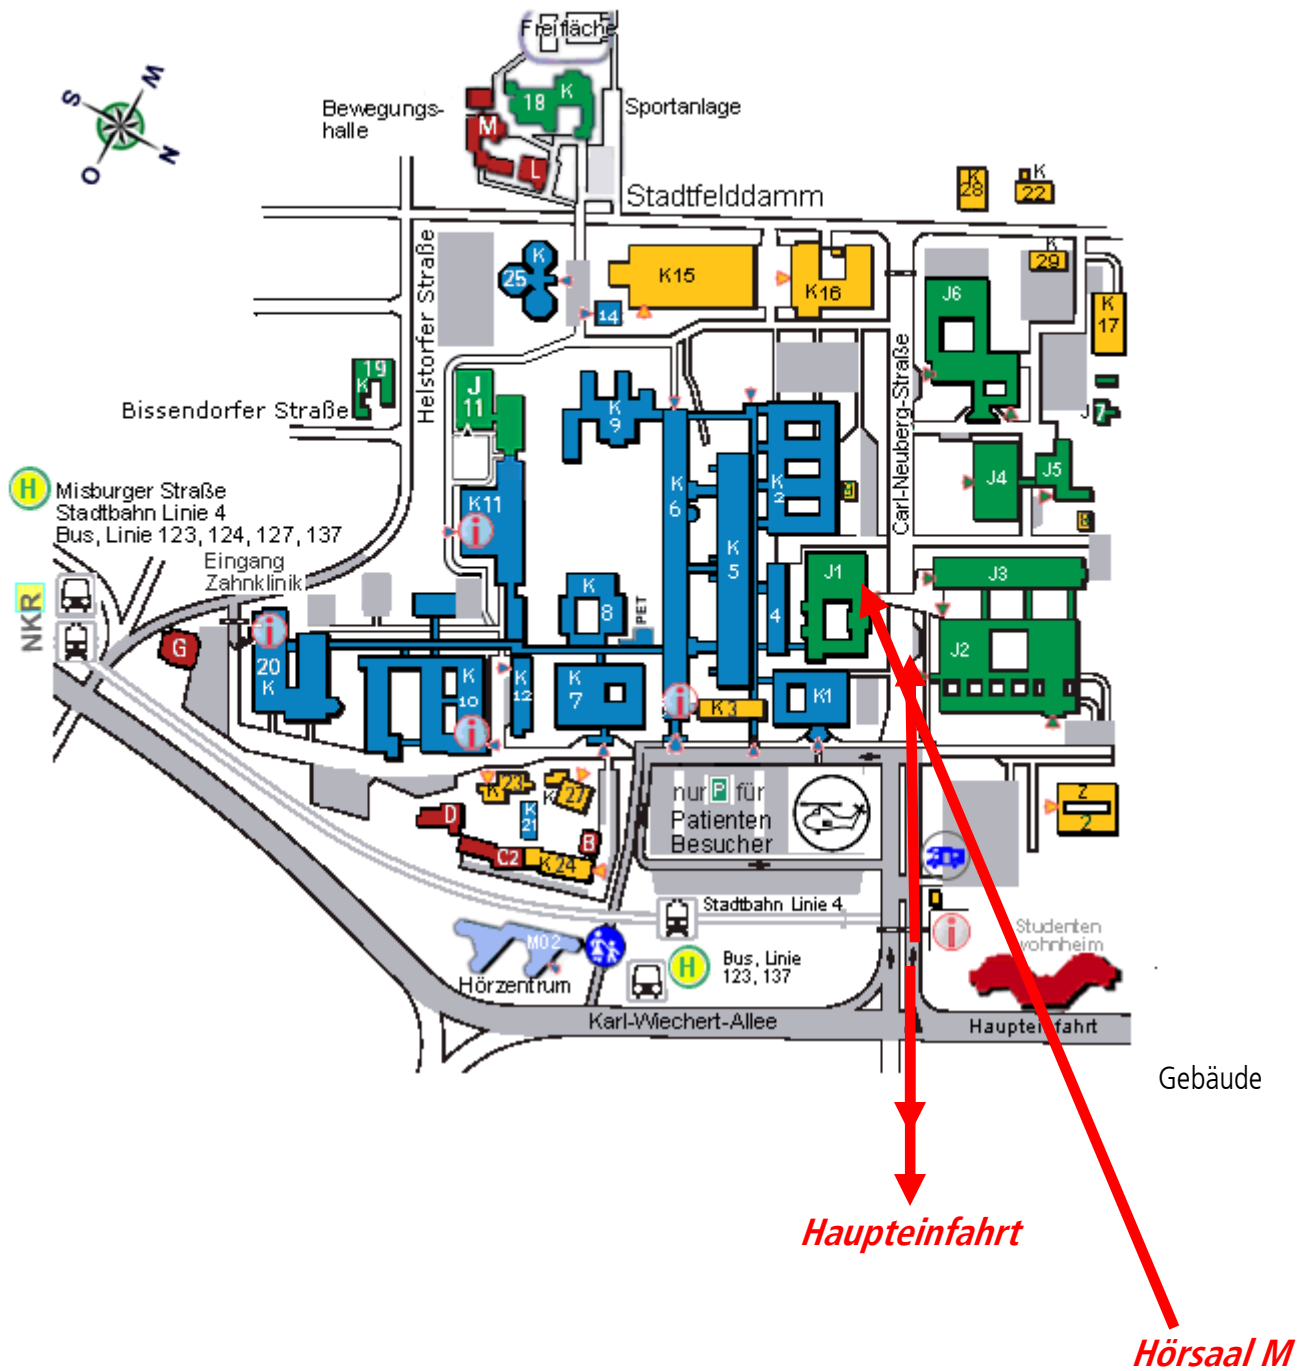 Freifläche
W
S
N
O
Bewegungs-
halle
18 K
M
L
Sportanlage
Stadtfelddamm
K
28
K
22
K
29
K
17
Helstorfer Straße
K
25
14
K15
K16
J6
Carl-Neuberg-Straße
19
K
Bissendorfer Straße
J
11
K
9
K
6
K
2
K
5
J 7
J4
J5
H
Misburger Straße
Stadtbahn Linie 4
Bus, Linie 123, 124, 127, 137
K11
i
Eingang
Zahnklinik
NKR
K
8
PET
4
J1
J3
J2
G
i
20
K
K
10
i
K
12
K
7
i
K3
K1
K 23
K 27
K
21
D
C2
K24
B
nur P für
Patienten
Besucher
Z
2
Stadtbahn Linie 4
i
Studenten
wohnheim
M02
Hörzentrum
H
Bus, Linie
123, 137
Karl-Wiechert-Allee
Haupteinfahrt
Gebäude
Haupteinfahrt
Hörsaal M